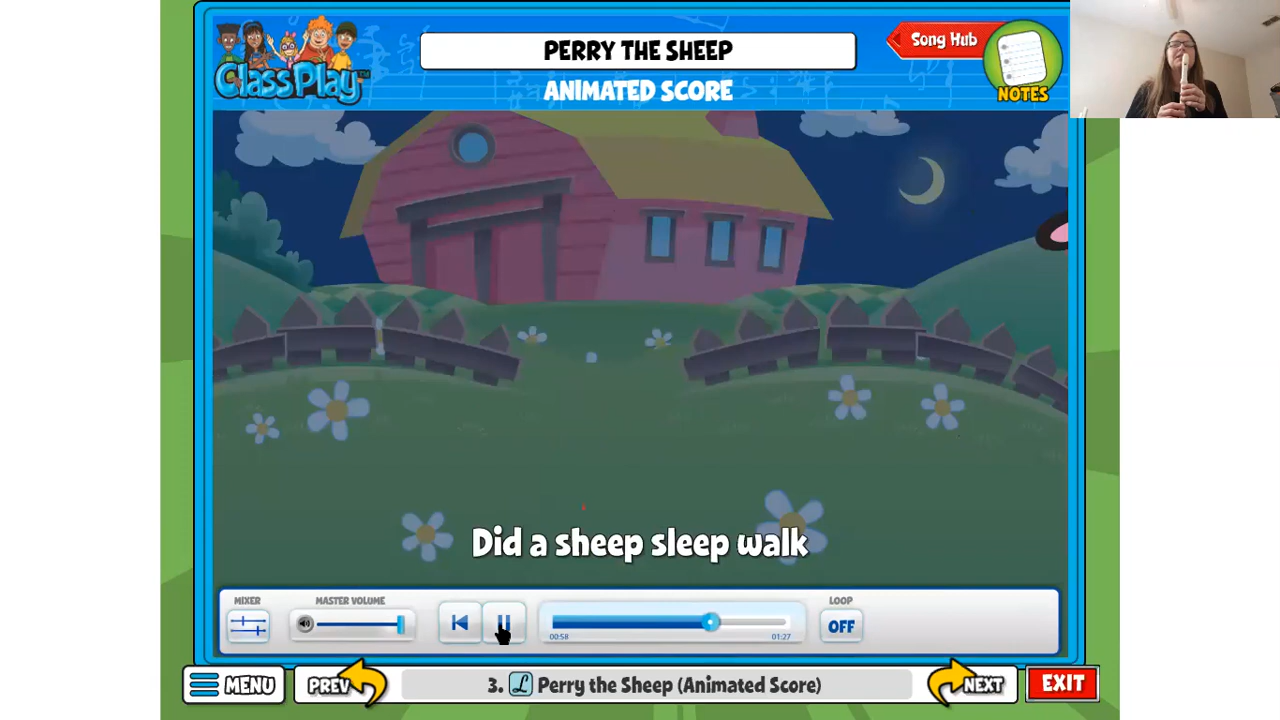 ClassPlay™
PERRY THE SHEEP
ANIMATED SCORE
Song Hub
NOTES
Did a sheep sleep walk
MIXER
MASTER VOLUME
LOOP
OFF
00:58
01:27
MENU
PREV
3. L Perry the Sheep (Animated Score)
NEXT
EXIT